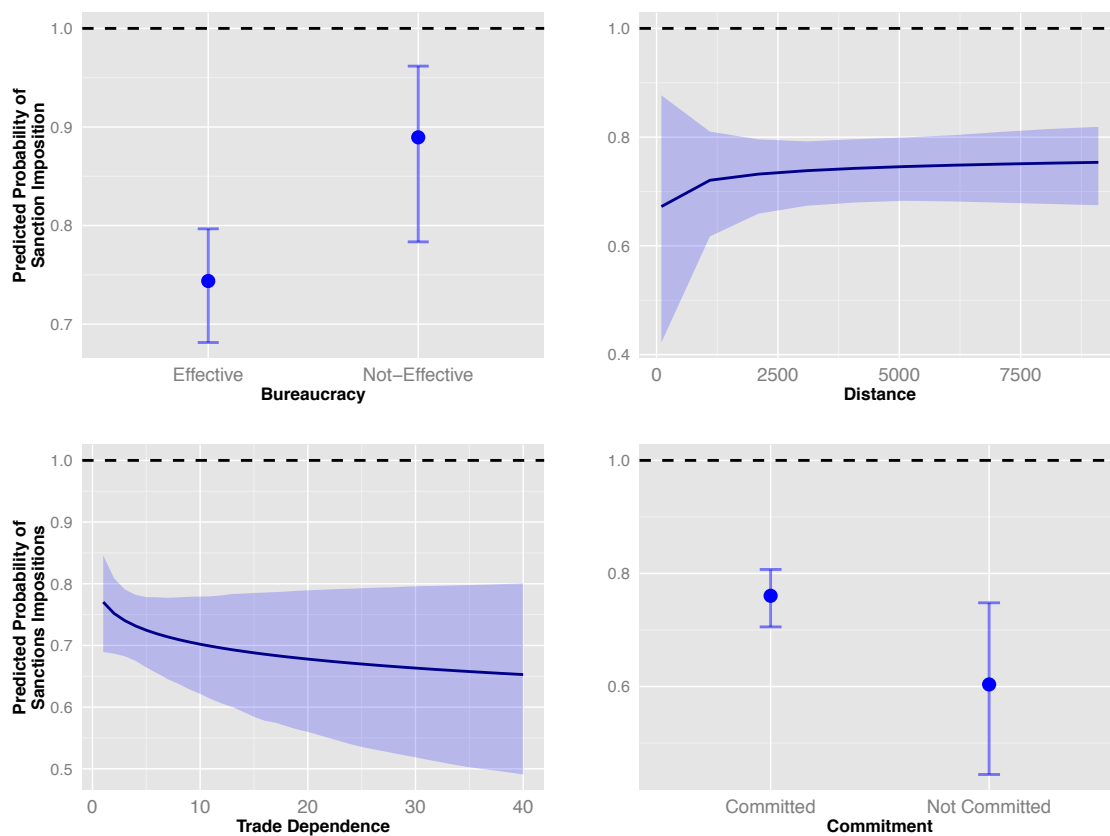 Predicted Probability of
Sanction Imposition
1.0
0.9
0.8
0.7
Effective
Not−Effective
Bureaucracy
1.0
0.8
0.6
0.4
0
2500
5000
7500
Distance
Predicted Probability of
Sanctions Impositions
1.0
0.9
0.8
0.7
0.6
0.5
0
10
20
30
40
Trade Dependence
1.0
0.8
0.6
Committed
Not Committed
Commitment